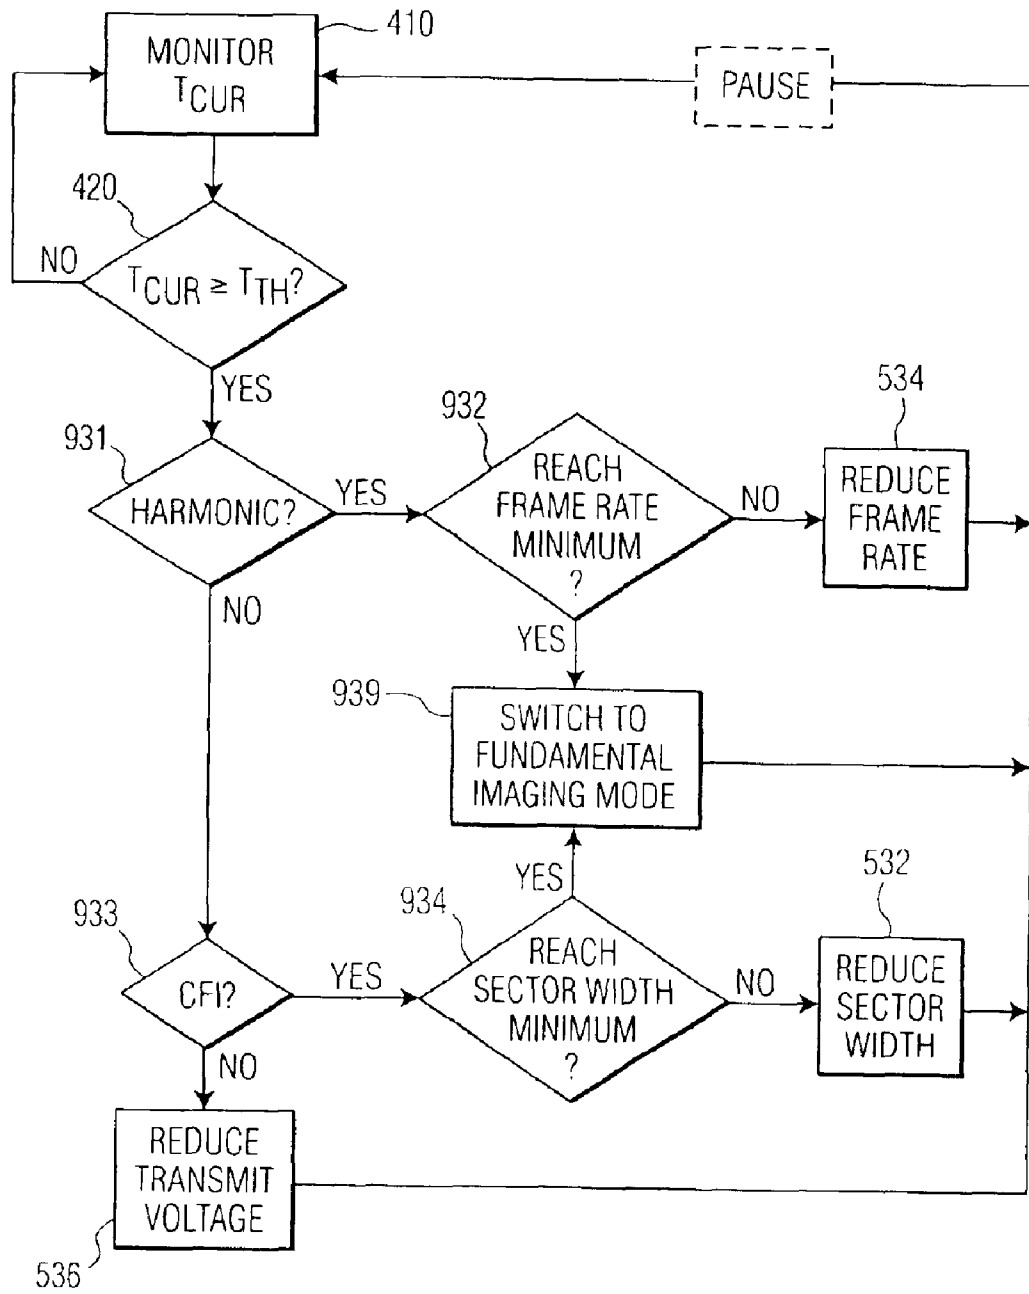 410
MONITOR
TCUR
PAUSE
420
NO
TCUR ≥ TTH?
YES
931
HARMONIC?
YES
932
REACH
FRAME RATE
MINIMUM
?
NO
534
REDUCE
FRAME
RATE
NO
YES
939
SWITCH TO
FUNDAMENTAL
IMAGING MODE
YES
933
CFI?
YES
934
REACH
SECTOR WIDTH
MINIMUM
?
NO
532
REDUCE
SECTOR
WIDTH
NO
REDUCE
TRANSMIT
VOLTAGE
536